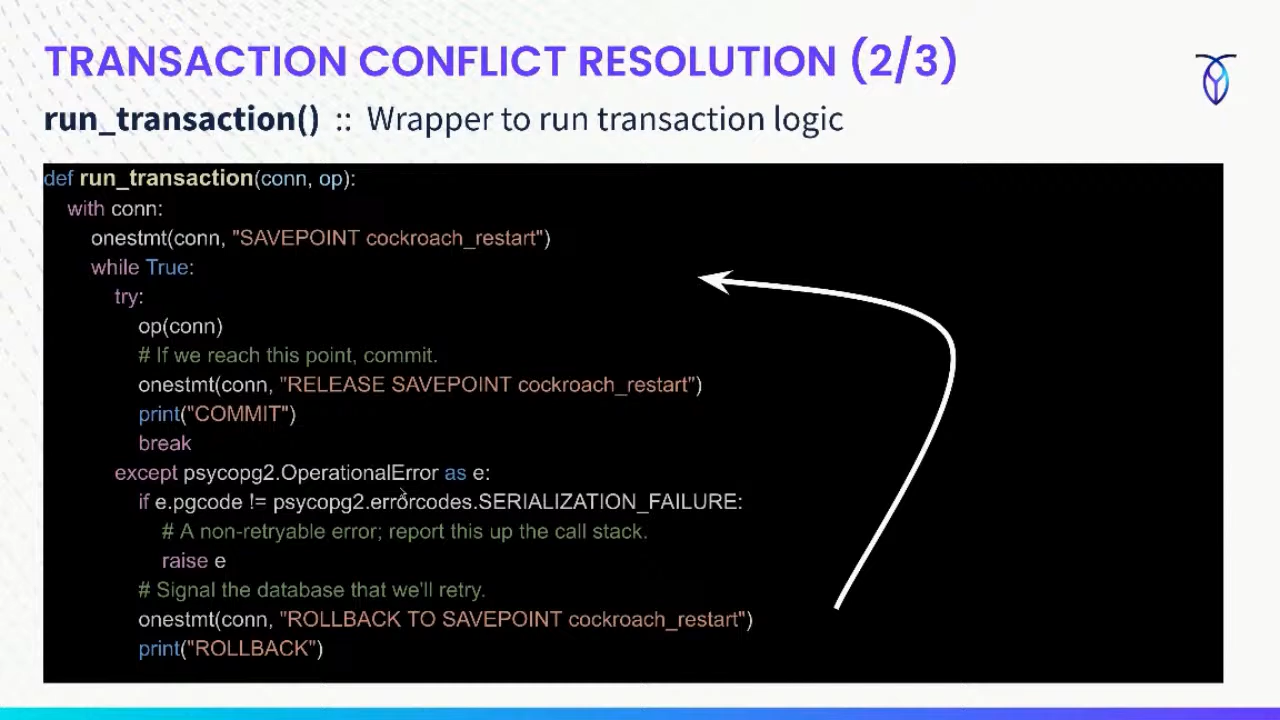 TRANSACTION CONFLICT RESOLUTION (2/3)
run_transaction() :: Wrapper to run transaction logic
def run_transaction(conn, op):
with conn:
onestmt(conn, "SAVEPOINT cockroach_restart")
while True:
try:
op(conn)
# If we reach this point, commit.
onestmt(conn, "RELEASE SAVEPOINT cockroach_restart")
print("COMMIT")
break
except psycopg2.OperationalError as e:
if e.pgcode != psycopg2.errorcodes.SERIALIZATION_FAILURE:
# A non-retryable error; report this up the call stack.
raise e
# Signal the database that we'll retry.
onestmt(conn, "ROLLBACK TO SAVEPOINT cockroach_restart")
print("ROLLBACK")